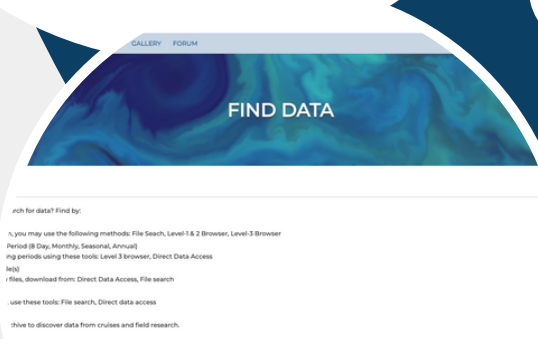 GALLERY FORUM
FIND DATA
rch for data? Find by:
you may use the following methods: File Seach, Level-1 & 2 Browser, Level-3 Browser
Period (8 Day, Monthly, Seasonal, Annual)
ng periods using these tools: Level 3 browser, Direct Data Access
le(s)
files, download from: Direct Data Access, File search
use these tools: File search, Direct data access
hive to discover data from cruises and field research.